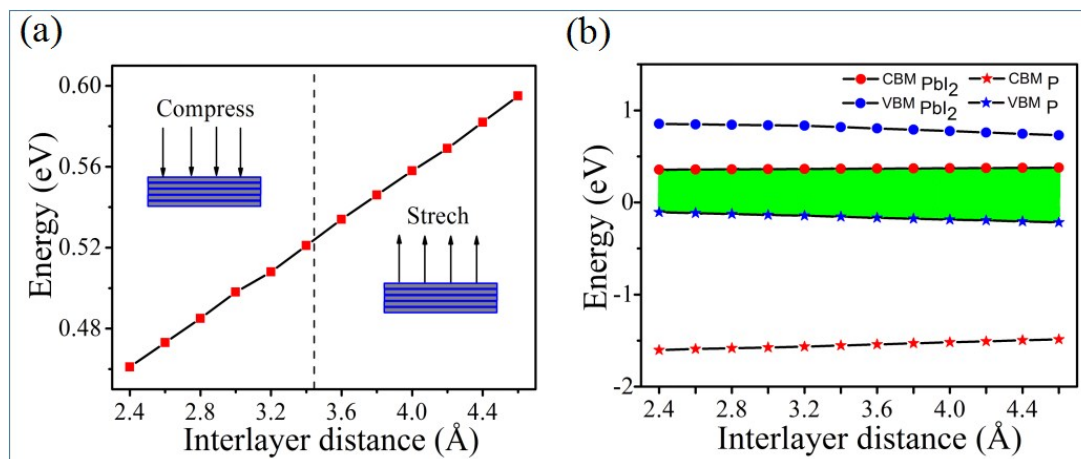 (a)
Compress
Strech
Energy (eV)
0.60
0.56
0.52
0.48
2.4 2.8 3.2 3.6 4.0 4.4
Interlayer distance (Å)
(b)
CBM PbI2 CBM P
VBM PbI2 VBM P
Energy (eV)
1
0
-1
-2
2.4 2.8 3.2 3.6 4.0 4.4
Interlayer distance (Å)